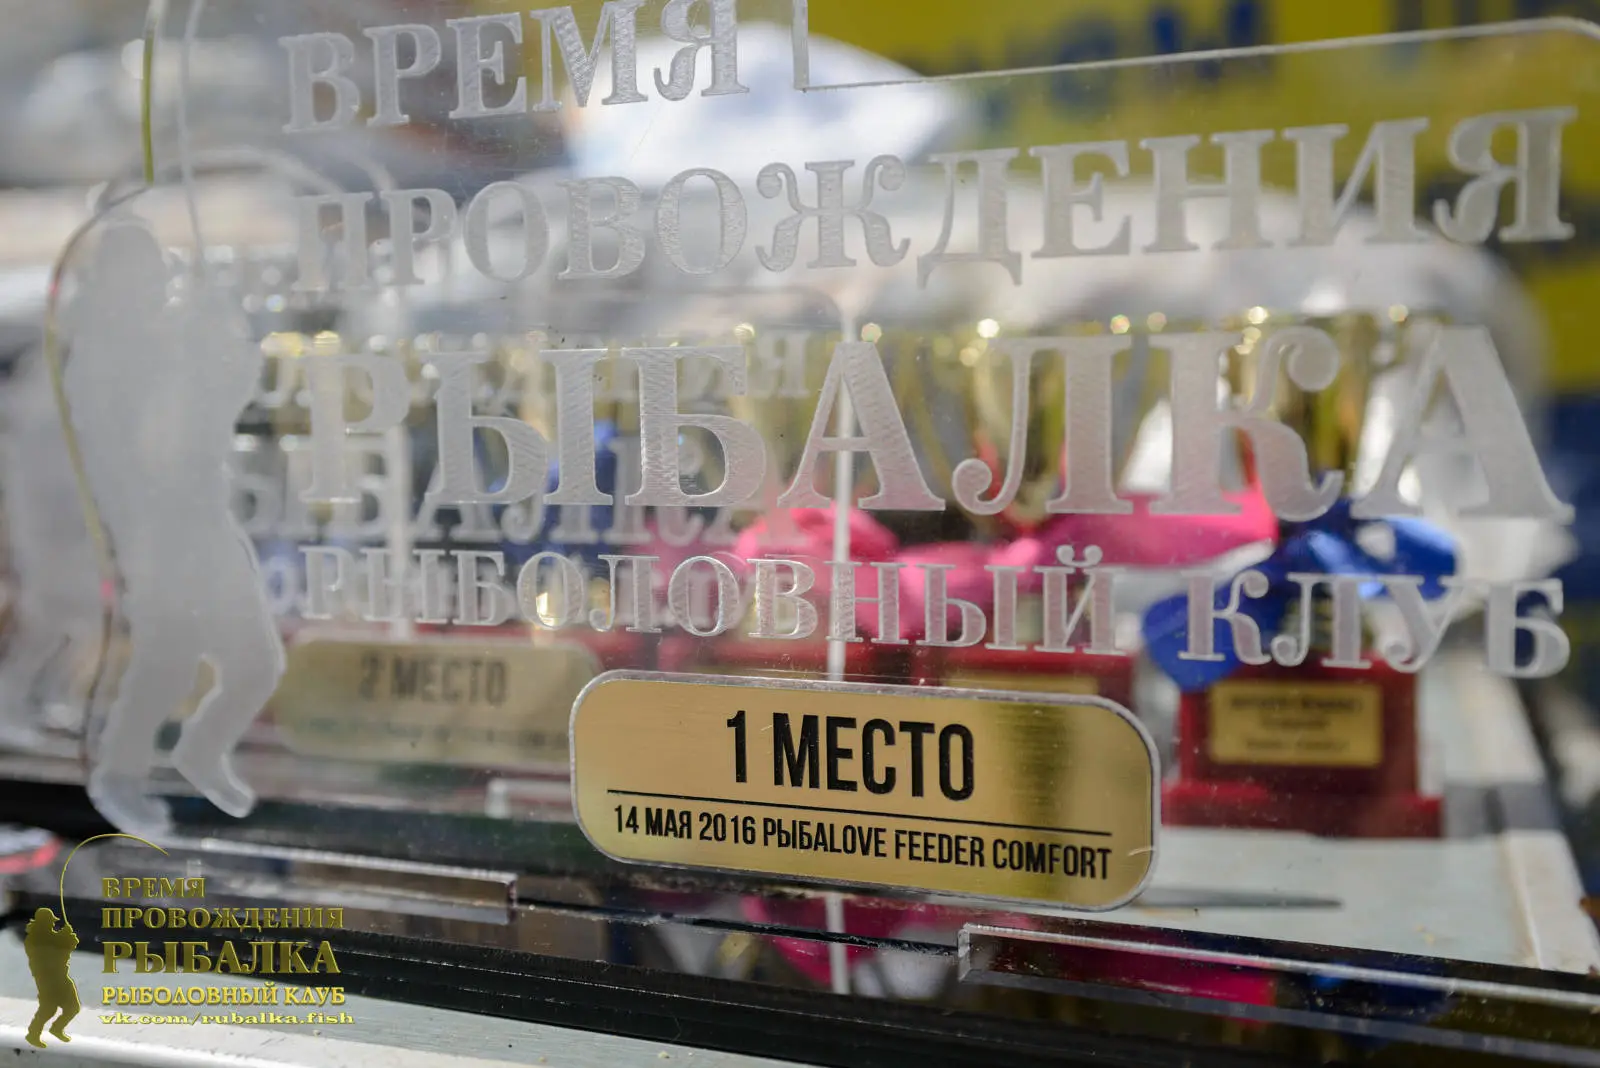 ВРЕМЯ
ПРОВОЖДЕНИЯ
РЫБАЛКА
РЫБОЛОВНЫЙ КЛУБ
2 МЕСТО
1 МЕСТО
14 МАЯ 2016 РЫБАLOVE FEEDER COMFORT
ВРЕМЯ
ПРОВОЖДЕНИЯ
РЫБАЛКА
РЫБОЛОВНЫЙ КЛУБ
vk.com/rubalka.fish